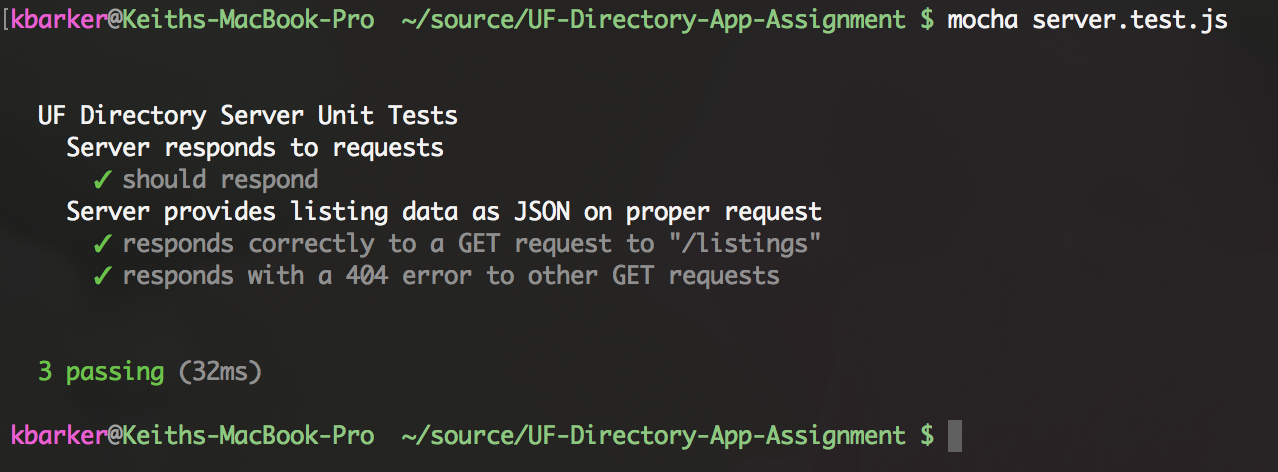 [kbarker@Keiths-MacBook-Pro ~/source/UF-Directory-App-Assignment $ mocha server.test.js
UF Directory Server Unit Tests
Server responds to requests
✓ should respond
Server provides listing data as JSON on proper request
✓ responds correctly to a GET request to "/listings"
✓ responds with a 404 error to other GET requests
3 passing (32ms)
kbarker@Keiths-MacBook-Pro ~/source/UF-Directory-App-Assignment $